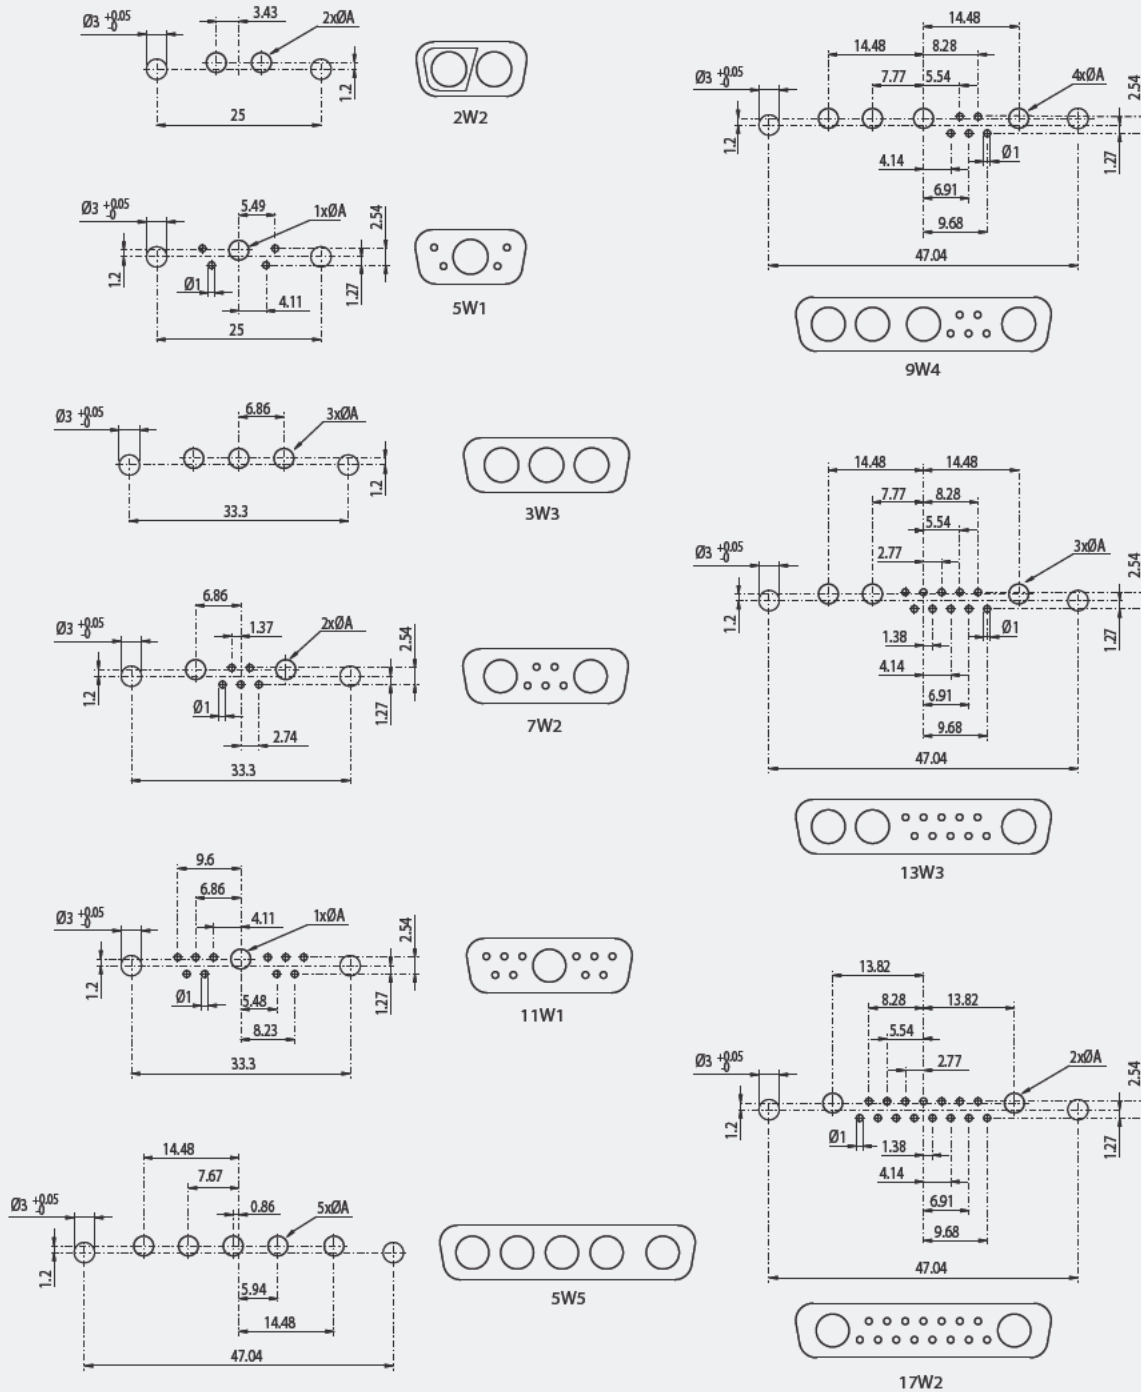 Ø3 +0.05 -0
3.43
2xØA
1.2
25
2W2
Ø3 +0.05 -0
5.49
1xØA
2.54
1.2
Ø1
4.11
1.27
25
5W1
Ø3 +0.05 -0
6.86
3xØA
1.2
33.3
3W3
Ø3 +0.05 -0
6.86
1.37
2xØA
2.54
1.2
Ø1
2.74
1.27
33.3
7W2
Ø3 +0.05 -0
9.6
6.86
4.11
1xØA
2.54
1.2
Ø1
5.48
8.23
1.27
33.3
11W1
Ø3 +0.05 -0
14.48
7.67
0.86
5xØA
1.2
5.94
14.48
47.04
5W5
14.48
14.48
8.28
Ø3 +0.05 -0
7.77
5.54
4xØA
2.54
1.2
Ø1
4.14
1.27
6.91
9.68
47.04
9W4
14.48
14.48
7.77
8.28
5.54
Ø3 +0.05 -0
2.77
3xØA
2.54
1.2
Ø1
1.38
1.27
4.14
6.91
9.68
47.04
13W3
13.82
8.28
13.82
5.54
Ø3 +0.05 -0
2.77
2xØA
2.54
1.2
Ø1
1.38
1.27
4.14
6.91
9.68
47.04
17W2